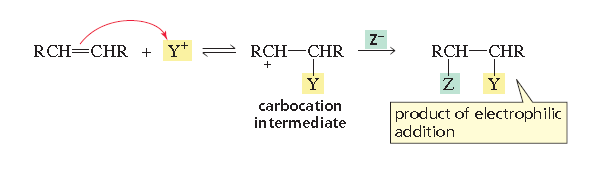 RCH=CHR + Y⁺ ⇌ RCH—CHR Z⁻ → RCH—CHR
+ Y Z Y
carbocation
intermediate
product of electrophilic
addition